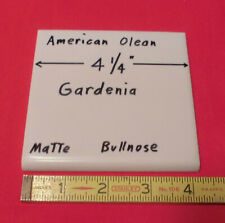 American Olean
4 1/4"
Gardenia
Matte Bullnose
1 2 3 4